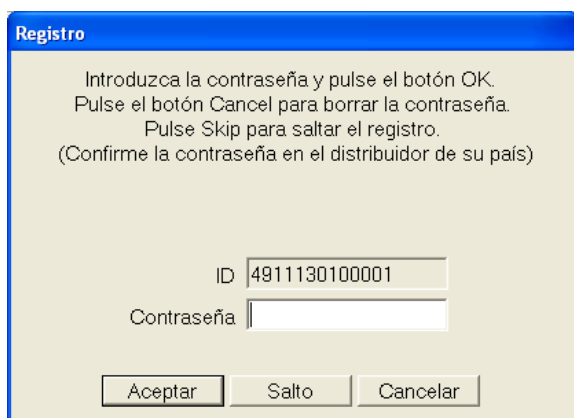 Registro
Introduzca la contraseña y pulse el botón OK.
Pulse el botón Cancel para borrar la contraseña.
Pulse Skip para saltar el registro.
(Confirme la contraseña en el distribuidor de su país)
ID 4911130100001
Contraseña
Aceptar Salto Cancelar